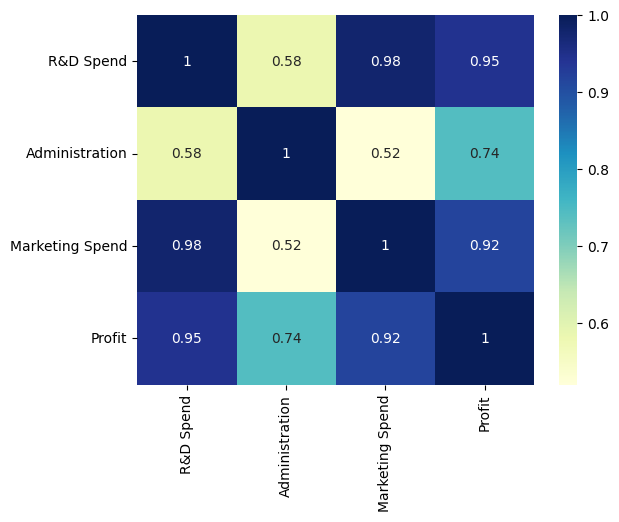 R&D Spend 1 0.58 0.98 0.95
Administration 0.58 1 0.52 0.74
Marketing Spend 0.98 0.52 1 0.92
Profit 0.95 0.74 0.92 1
R&D Spend
Administration
Marketing Spend
Profit
1.0
0.9
0.8
0.7
0.6